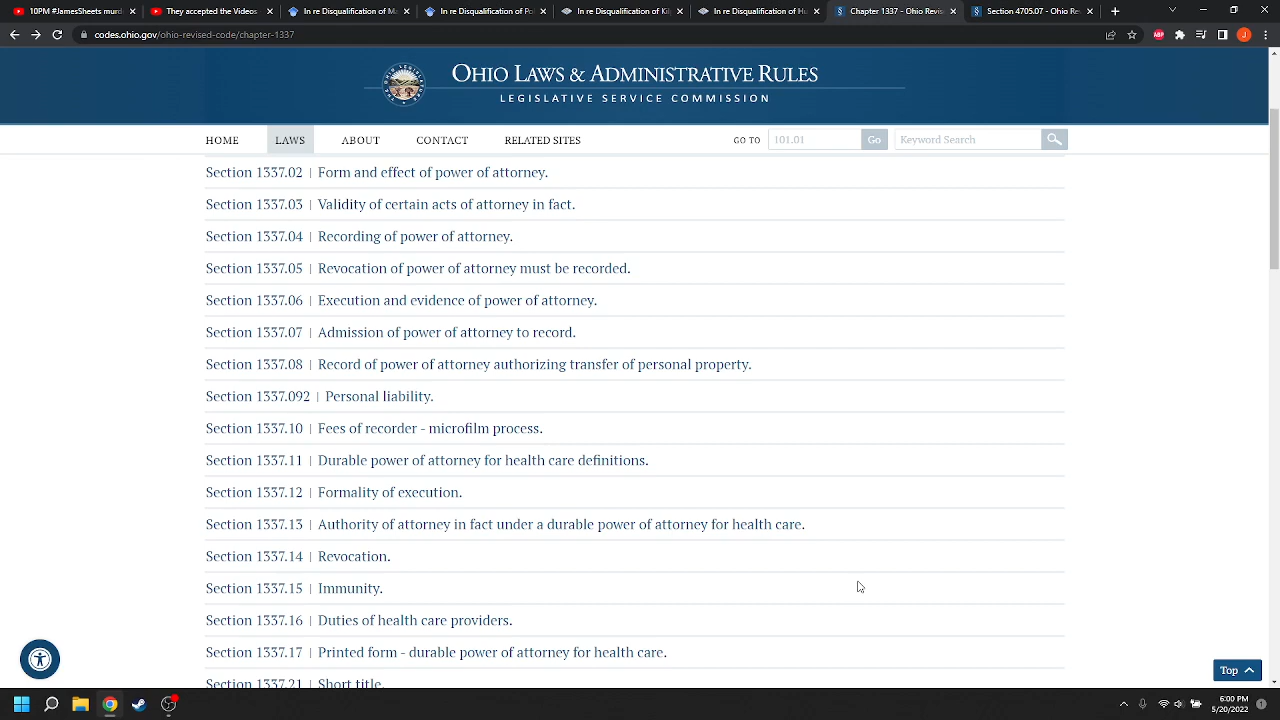 10PM #JamesSheets murd
They accepted the Videos
In re Disqualification of M
In re Disqualification of Po
In re Disqualification of Kil
In re Disqualification of Hu
Chapter 1337 - Ohio Revise
Section 4705.07 - Ohio Re
codes.ohio.gov/ohio-revised-code/chapter-1337
ABP
J
OHIO LAWS & ADMINISTRATIVE RULES
LEGISLATIVE SERVICE COMMISSION
HOME LAWS ABOUT CONTACT RELATED SITES GO TO 101.01 Go Keyword Search
Section 1337.02 | Form and effect of power of attorney.
Section 1337.03 | Validity of certain acts of attorney in fact.
Section 1337.04 | Recording of power of attorney.
Section 1337.05 | Revocation of power of attorney must be recorded.
Section 1337.06 | Execution and evidence of power of attorney.
Section 1337.07 | Admission of power of attorney to record.
Section 1337.08 | Record of power of attorney authorizing transfer of personal property.
Section 1337.092 | Personal liability.
Section 1337.10 | Fees of recorder - microfilm process.
Section 1337.11 | Durable power of attorney for health care definitions.
Section 1337.12 | Formality of execution.
Section 1337.13 | Authority of attorney in fact under a durable power of attorney for health care.
Section 1337.14 | Revocation.
Section 1337.15 | Immunity.
Section 1337.16 | Duties of health care providers.
Section 1337.17 | Printed form - durable power of attorney for health care.
Section 1337.21 | Short title.
Top
6:00 PM
5/20/2022